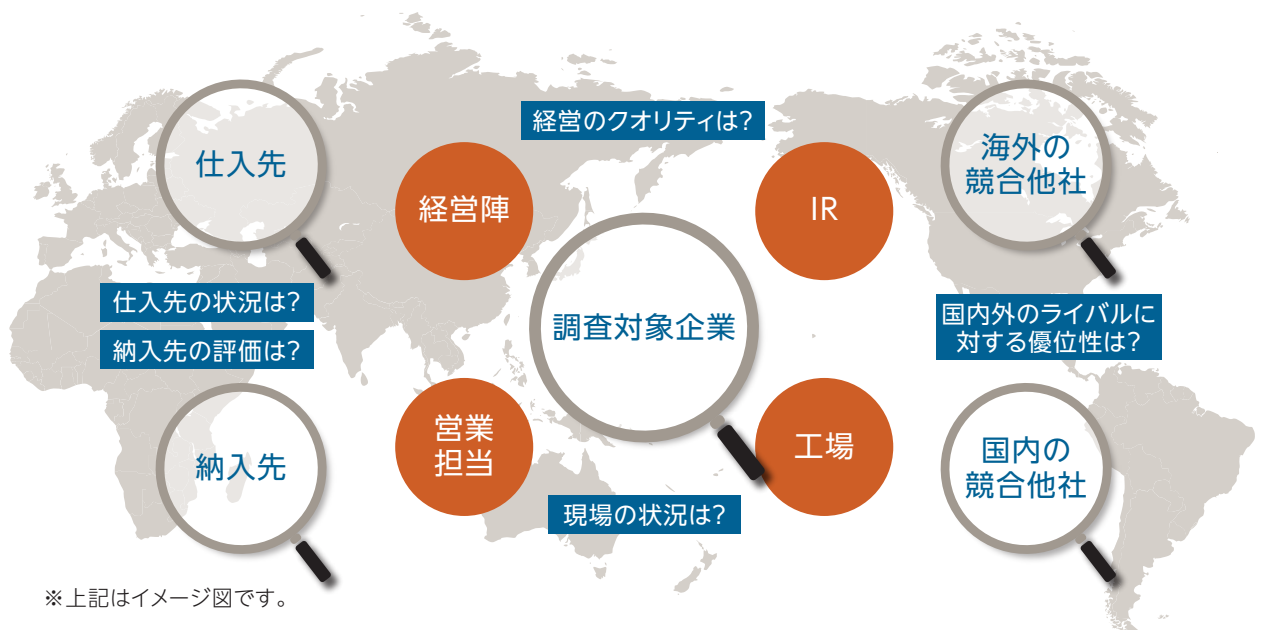 経営のクオリティは?
仕入先
経営陣
IR
海外の
競合他社
仕入先の状況は?
納入先の評価は?
調査対象企業
国内外のライバルに
対する優位性は?
納入先
営業
担当
工場
国内の
競合他社
現場の状況は?
※上記はイメージ図です。